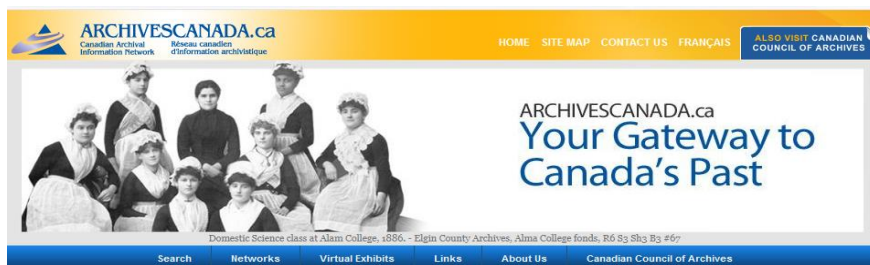 ARCHIVESCANADA.ca
Canadian Archival Réseau canadien
Information Network d'information archivistique
HOME SITE MAP CONTACT US FRANÇAIS
ALSO VISIT CANADIAN
COUNCIL OF ARCHIVES
ARCHIVESCANADA.ca
Your Gateway to
Canada's Past
Domestic Science class at Alam College, 1886. - Elgin County Archives, Alma College fonds, R6 S3 Sh3 B3 #67
Search Networks Virtual Exhibits Links About Us Canadian Council of Archives